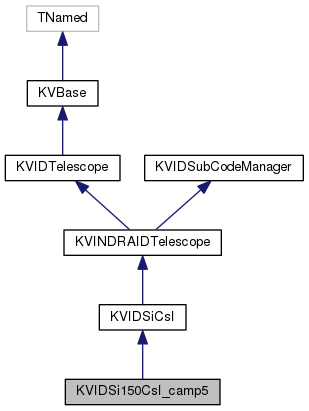 TNamed
KVBase
KVIDTelescope
KVIDSubCodeManager
KVINDRAIDTelescope
KVIDSiCsI
KVIDSi150CsI_camp5